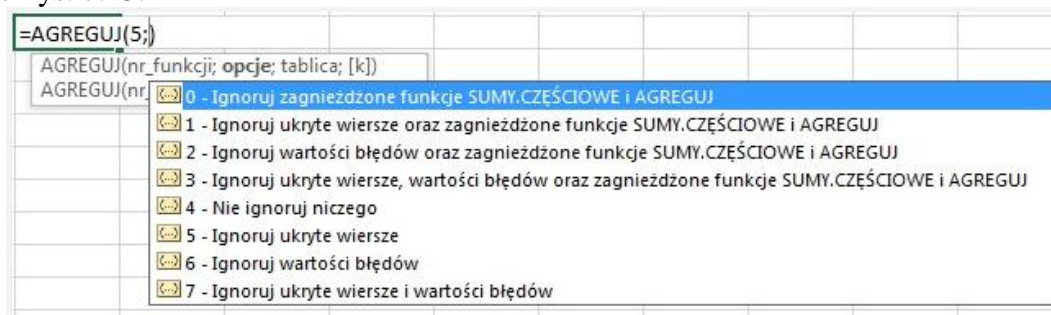 =AGREGUJ(5;)
AGREGUJ(nr_funkcji; opcje; tablica; [k])
AGREGUJ(nr_
0 - Ignoruj zagnieżdżone funkcje SUMY.CZĘŚCIOWE i AGREGUJ
1 - Ignoruj ukryte wiersze oraz zagnieżdżone funkcje SUMY.CZĘŚCIOWE i AGREGUJ
2 - Ignoruj wartości błędów oraz zagnieżdżone funkcje SUMY.CZĘŚCIOWE i AGREGUJ
3 - Ignoruj ukryte wiersze, wartości błędów oraz zagnieżdżone funkcje SUMY.CZĘŚCIOWE i AGREGUJ
4 - Nie ignoruj niczego
5 - Ignoruj ukryte wiersze
6 - Ignoruj wartości błędów
7 - Ignoruj ukryte wiersze i wartości błędów